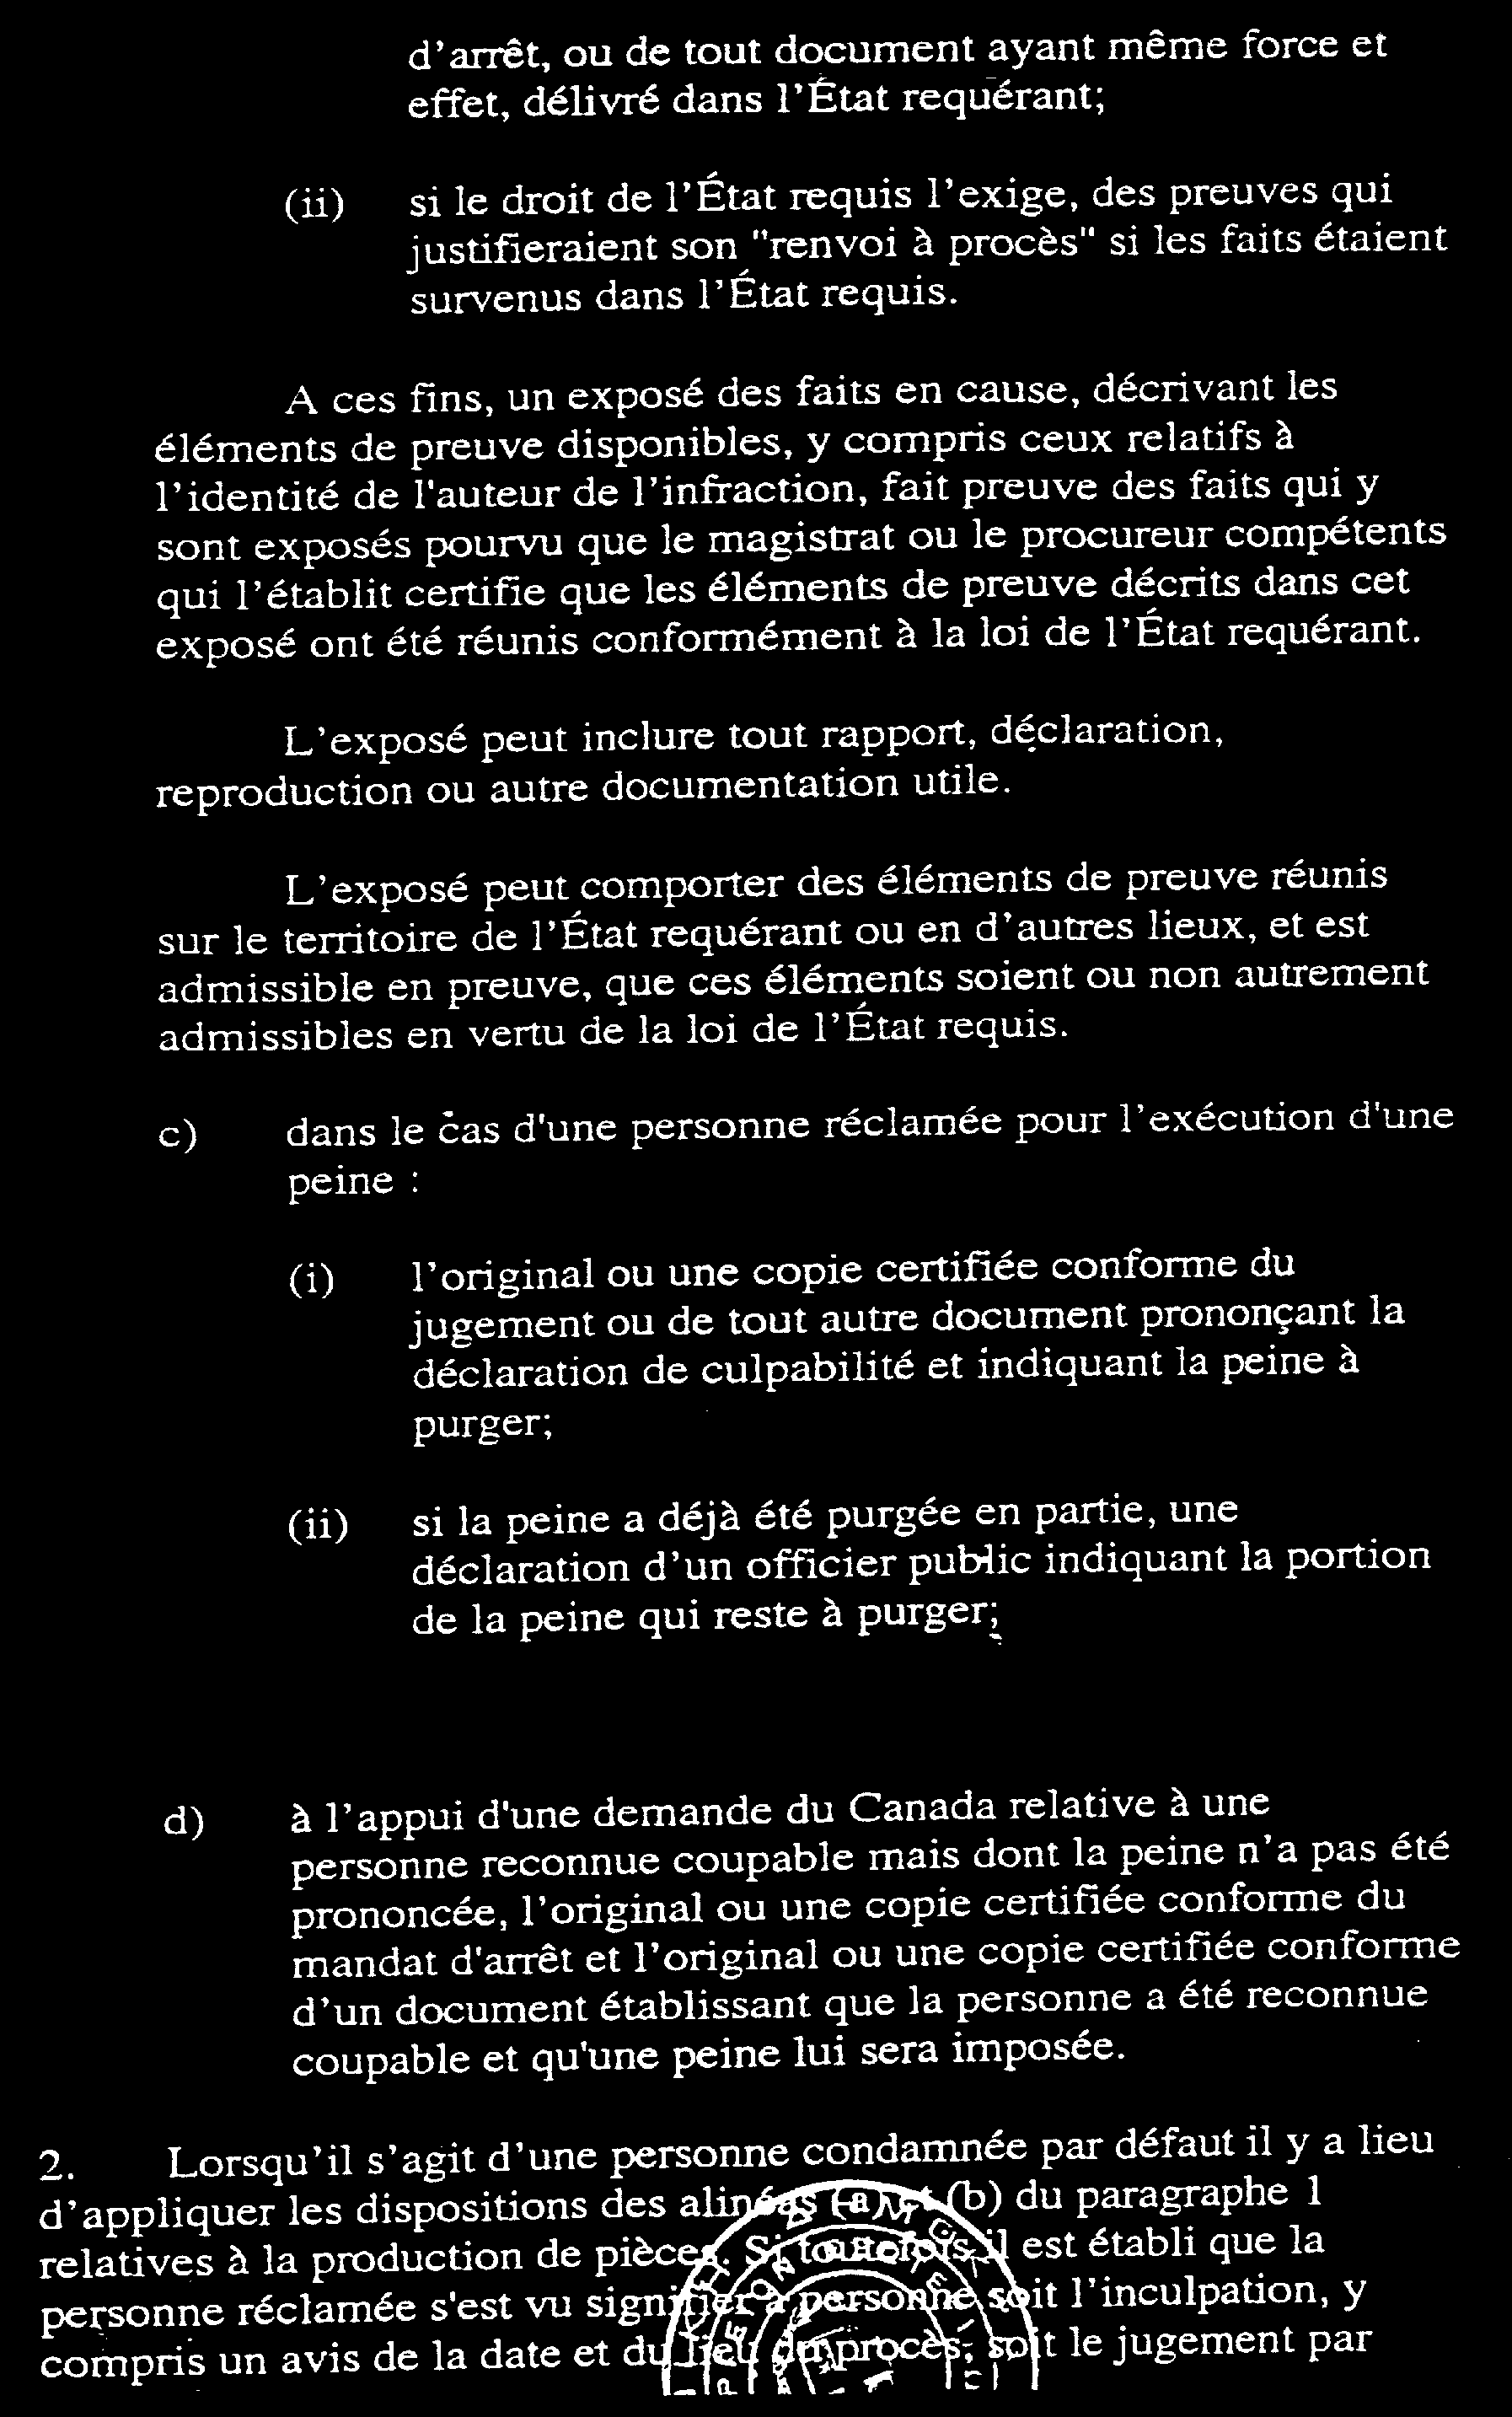 d’arrêt, ou de tout document ayant même force et
effet, délivré dans l’État requérant;
(ii) si le droit de l’État requis l’exige, des preuves qui
justifieraient son "renvoi à procès" si les faits étaient
survenus dans l’État requis.
A ces fins, un exposé des faits en cause, décrivant les
éléments de preuve disponibles, y compris ceux relatifs à
l’identité de l'auteur de l’infraction, fait preuve des faits qui y
sont exposés pourvu que le magistrat ou le procureur compétents
qui l’établit certifie que les éléments de preuve décrits dans cet
exposé ont été réunis conformément à la loi de l’État requérant.
L’exposé peut inclure tout rapport, déclaration,
reproduction ou autre documentation utile.
L’exposé peut comporter des éléments de preuve réunis
sur le territoire de l’État requérant ou en d’autres lieux, et est
admissible en preuve, que ces éléments soient ou non autrement
admissibles en vertu de la loi de l’État requis.
c) dans le cas d'une personne réclamée pour l’exécution d'une
peine :
(i) l’original ou une copie certifiée conforme du
jugement ou de tout autre document prononçant la
déclaration de culpabilité et indiquant la peine à
purger;
(ii) si la peine a déjà été purgée en partie, une
déclaration d’un officier public indiquant la portion
de la peine qui reste à purger;
d) à l’appui d'une demande du Canada relative à une
personne reconnue coupable mais dont la peine n’a pas été
prononcée, l’original ou une copie certifiée conforme du
mandat d'arrêt et l’original ou une copie certifiée conforme
d’un document établissant que la personne a été reconnue
coupable et qu'une peine lui sera imposée.
2. Lorsqu’il s’agit d’une personne condamnée par défaut il y a lieu
d’appliquer les dispositions des alinéas (a) et (b) du paragraphe 1
relatives à la production de pièces. Si toutefois il est établi que la
personne réclamée s'est vu signifier à personne soit l’inculpation, y
compris un avis de la date et du lieu du procès, soit le jugement par